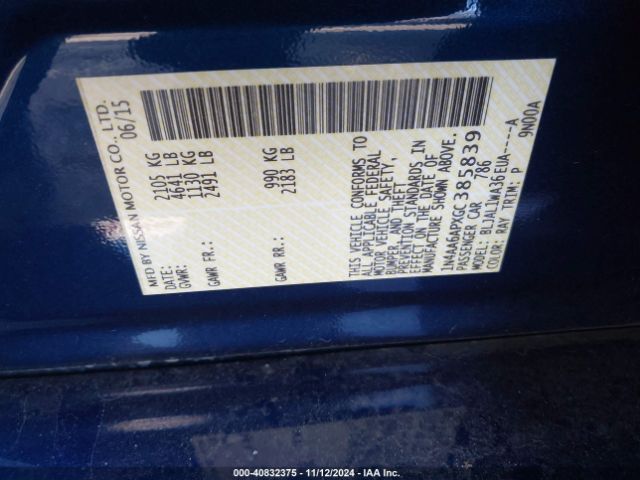 MFD BY NISSAN MOTOR CO., LTD.
DATE: 06/15
GVWR: 2105 KG
4641 LB
GAWR FR: 1130 KG
2491 LB
GAWR RR: 990 KG
2183 LB
THIS VEHICLE CONFORMS TO
ALL APPLICABLE FEDERAL
MOTOR VEHICLE SAFETY,
BUMPER, AND THEFT
PREVENTION STANDARDS IN
EFFECT ON THE DATE OF
MANUFACTURE SHOWN ABOVE.
1N4AA6APXGC385839
PASSENGER CAR 786
MODEL: BLJALIWA36EUA----A
COLOR: RAY TRIM: P 9N00A
000-40832375 - 11/12/2024 - IAA Inc.